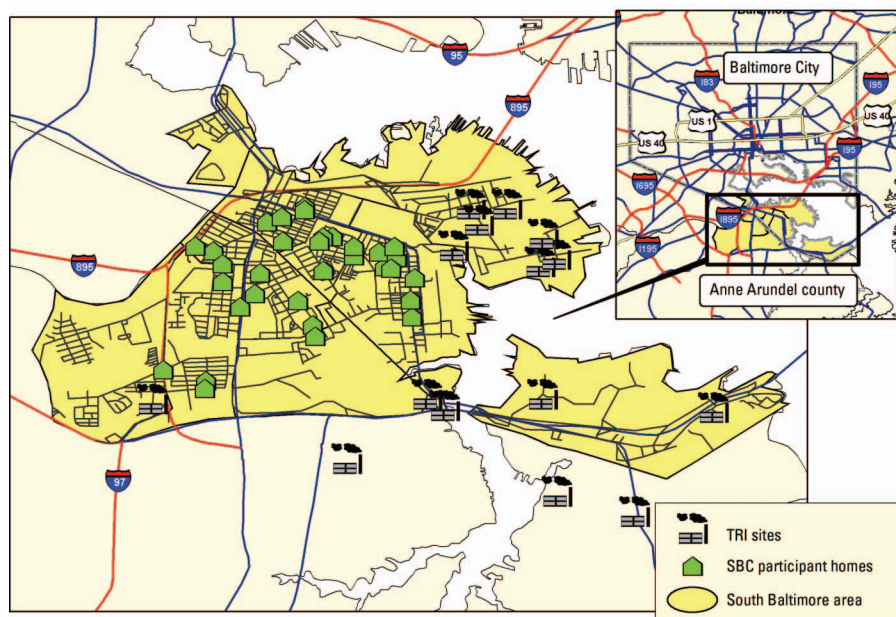 95
895
895
97
Baltimore
Baltimore City
I83
I95
US 1
US 40
US 40
I95
I695
I895
I195
Anne Arundel county
TRI sites
SBC participant homes
South Baltimore area